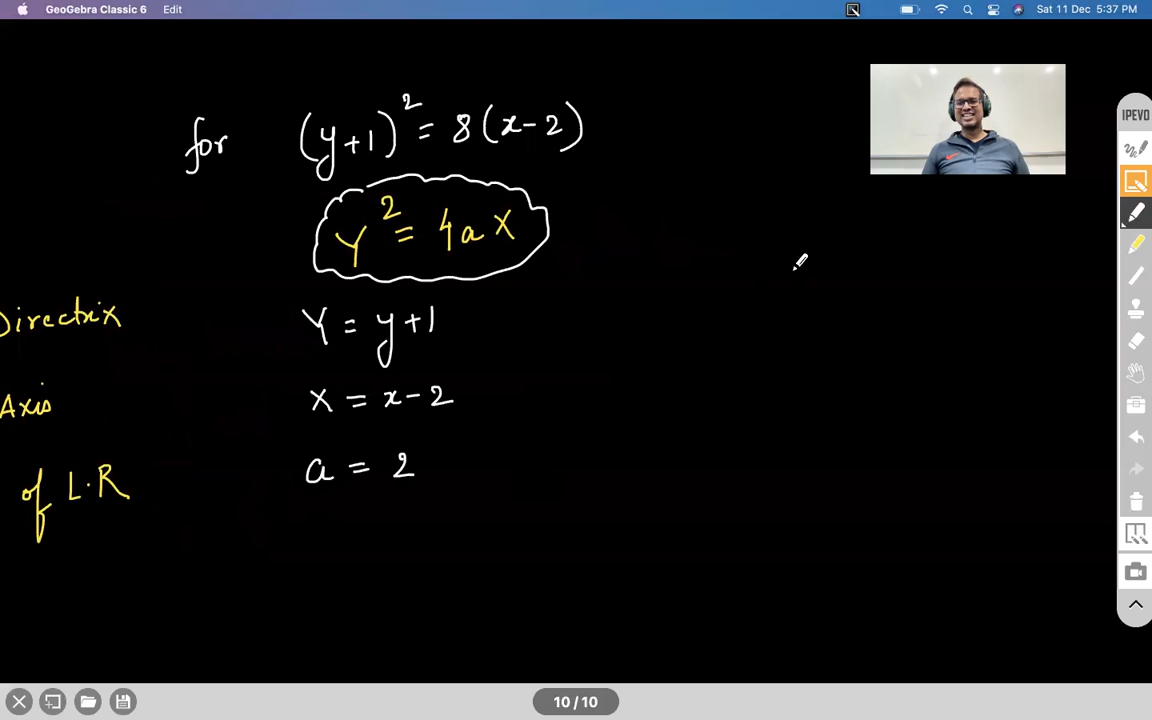 GeoGebra Classic 6 Edit Sat 11 Dec 5:37 PM
for (y+1)² = 8(x-2)
Y² = 4aX
Directrix
Y = y+1
Axis
X = x-2
of L.R
a = 2
IPEVO
10/10